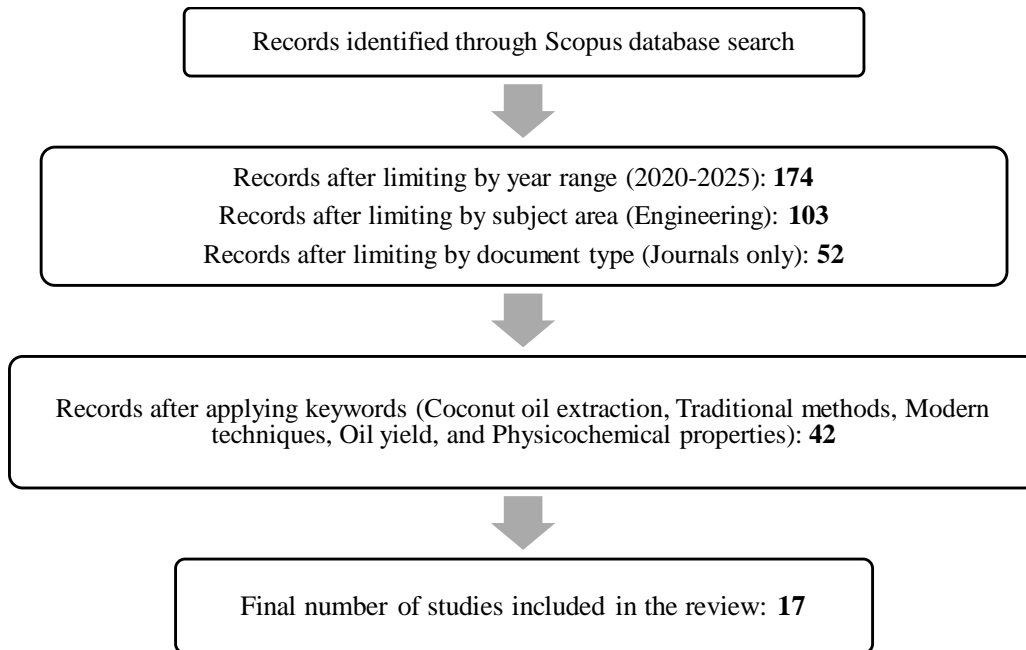 Records identified through Scopus database search
Records after limiting by year range (2020-2025): 174
Records after limiting by subject area (Engineering): 103
Records after limiting by document type (Journals only): 52
Records after applying keywords (Coconut oil extraction, Traditional methods, Modern
techniques, Oil yield, and Physicochemical properties): 42
Final number of studies included in the review: 17